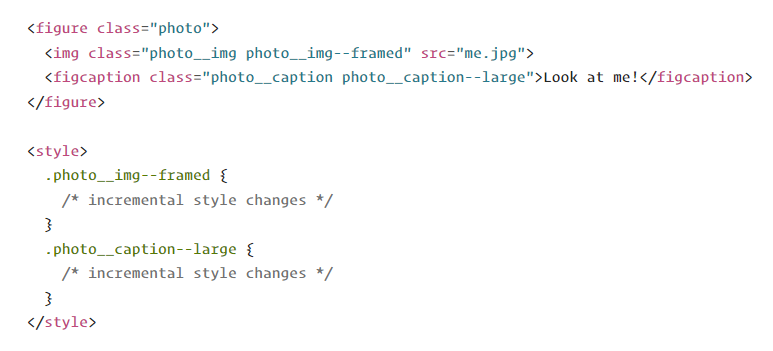 <figure class="photo">
  <img class="photo__img photo__img--framed" src="me.jpg">
  <figcaption class="photo__caption photo__caption--large">Look at me!</figcaption>
</figure>

<style>
  .photo__img--framed {
    /* incremental style changes */
  }
  .photo__caption--large {
    /* incremental style changes */
  }
</style>